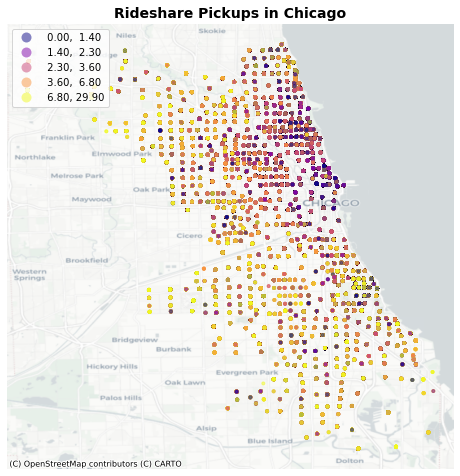 Rideshare Pickups in Chicago
0.00, 1.40
1.40, 2.30
2.30, 3.60
3.60, 6.80
6.80, 29.90
Niles
Skokie
Franklin Park
Northlake
Elmwood Park
Melrose Park
Oak Park
Maywood
CHICAGO
Cicero
Brookfield
Western
Springs
Bridgeview
Burbank
Hickory Hills
Evergreen Park
Oak Lawn
Palos Hills
Alsip
Blue Island
Dolton
(C) OpenStreetMap contributors (C) CARTO